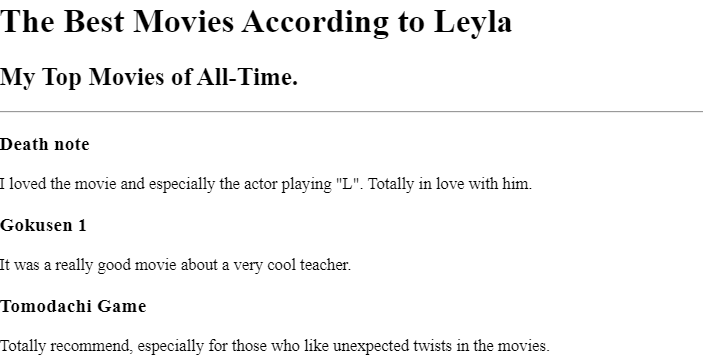 The Best Movies According to Leyla
My Top Movies of All-Time.
Death note
I loved the movie and especially the actor playing "L". Totally in love with him.
Gokusen 1
It was a really good movie about a very cool teacher.
Tomodachi Game
Totally recommend, especially for those who like unexpected twists in the movies.